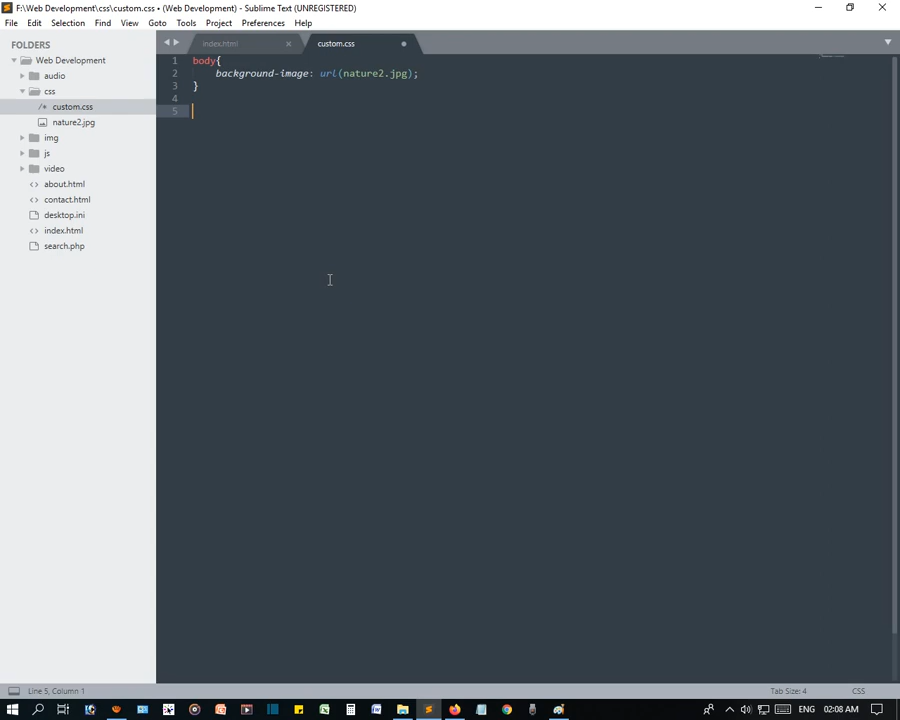 F:\Web Development\css\custom.css • (Web Development) - Sublime Text (UNREGISTERED)
File Edit Selection Find View Goto Tools Project Preferences Help
FOLDERS
Web Development
audio
css
custom.css
nature2.jpg
img
js
video
about.html
contact.html
desktop.ini
index.html
search.php
index.html custom.css
1 body{
2 background-image: url(nature2.jpg);
3 }
4
5
Line 5, Column 1 Tab Size: 4 CSS
ENG 02:08 AM